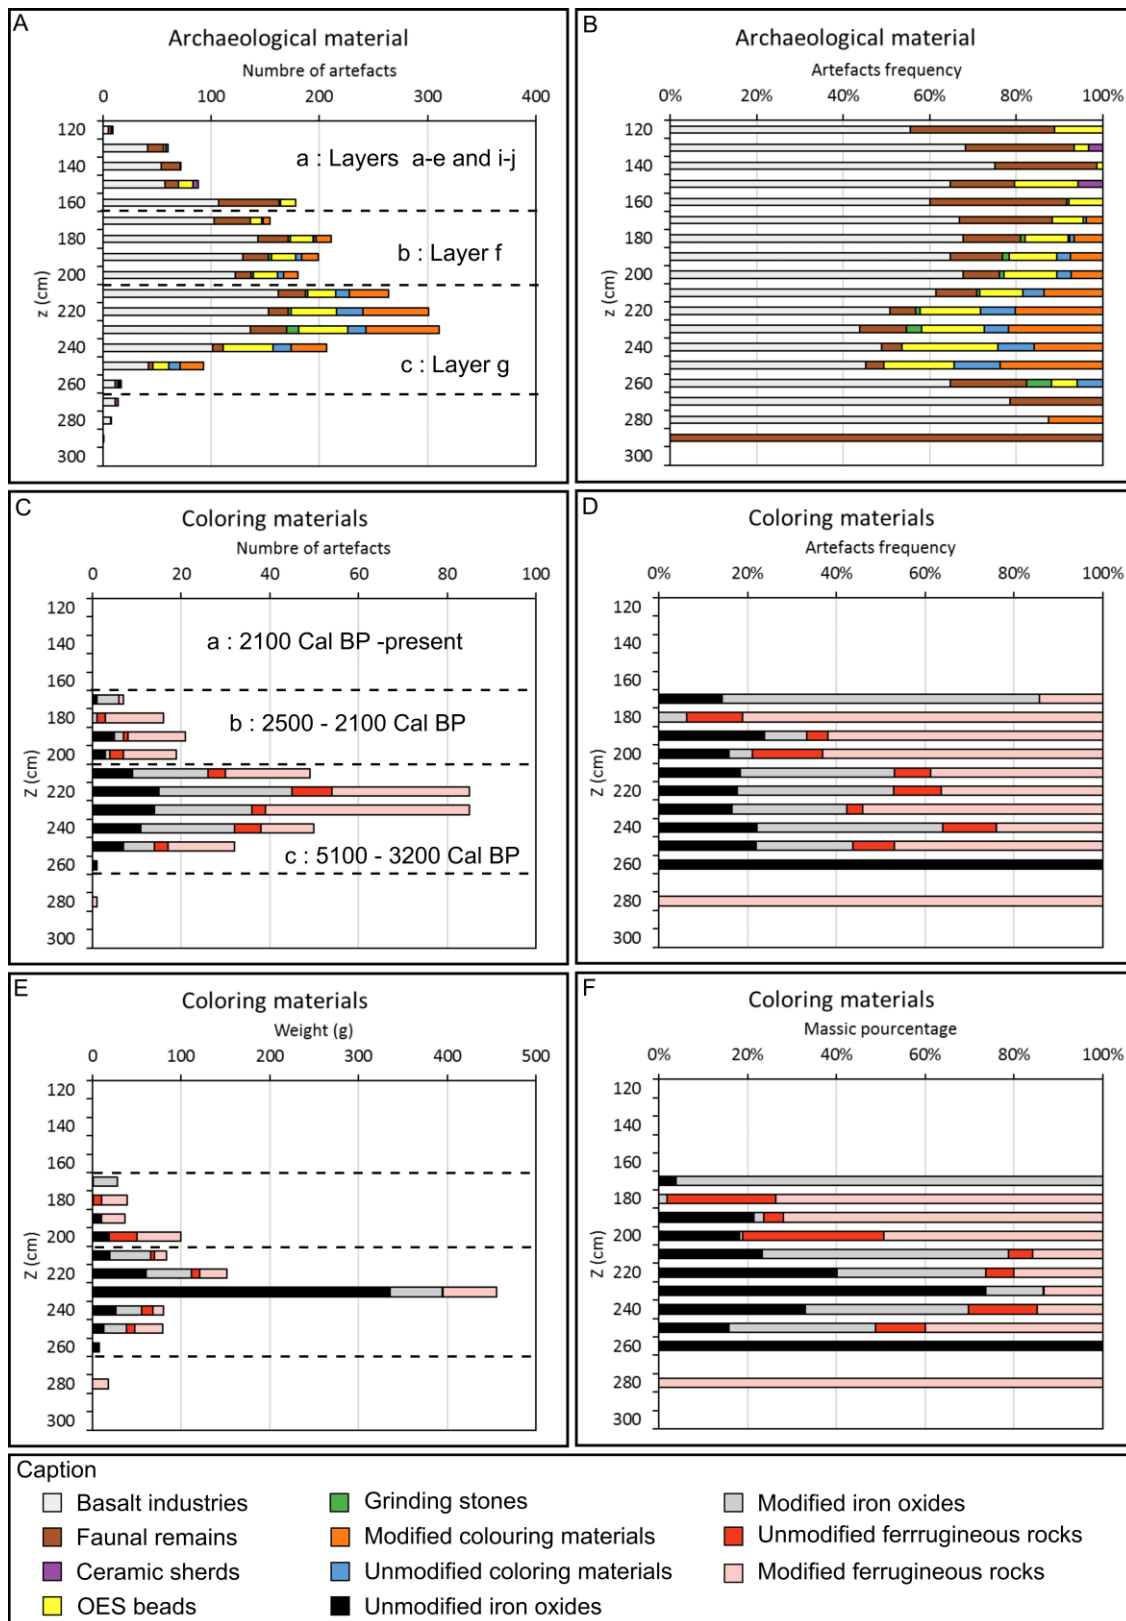 A
Archaeological material
Numbre of artefacts
0 100 200 300 400
120
140
160
180
200
220
240
260
280
300
z (cm)
a : Layers a-e and i-j
b : Layer f
c : Layer g
B
Archaeological material
Artefacts frequency
0% 20% 40% 60% 80% 100%
120
140
160
180
200
220
240
260
280
300
z (cm)
C
Coloring materials
Numbre of artefacts
0 20 40 60 80 100
120
140
160
180
200
220
240
260
280
300
Z (cm)
a : 2100 Cal BP -present
b : 2500 - 2100 Cal BP
c : 5100 - 3200 Cal BP
D
Coloring materials
Artefacts frequency
0% 20% 40% 60% 80% 100%
120
140
160
180
200
220
240
260
280
300
Z (cm)
E
Coloring materials
Weight (g)
0 100 200 300 400 500
120
140
160
180
200
220
240
260
280
300
Z (cm)
F
Coloring materials
Massic pourcentage
0% 20% 40% 60% 80% 100%
120
140
160
180
200
220
240
260
280
300
Z (cm)
Caption
Basalt industries
Faunal remains
Ceramic sherds
OES beads
Grinding stones
Modified colouring materials
Unmodified coloring materials
Unmodified iron oxides
Modified iron oxides
Unmodified ferrrugineous rocks
Modified ferrugineous rocks